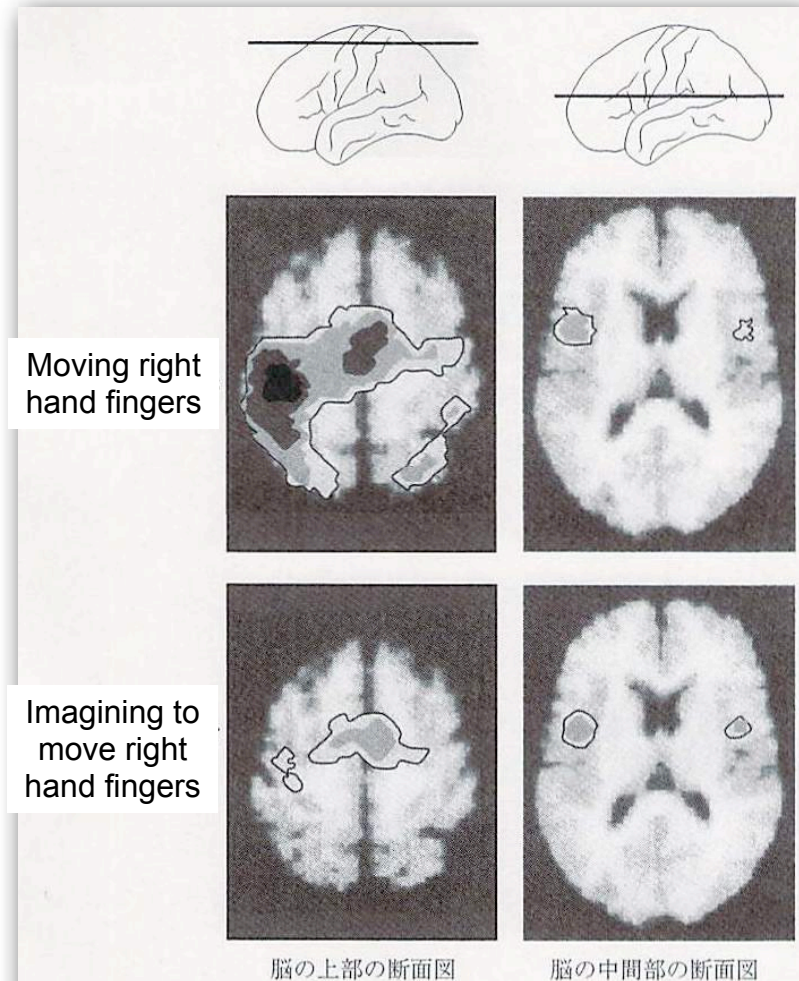 Moving right
hand fingers
Imagining to
move right
hand fingers
脳の上部の断面図
脳の中間部の断面図